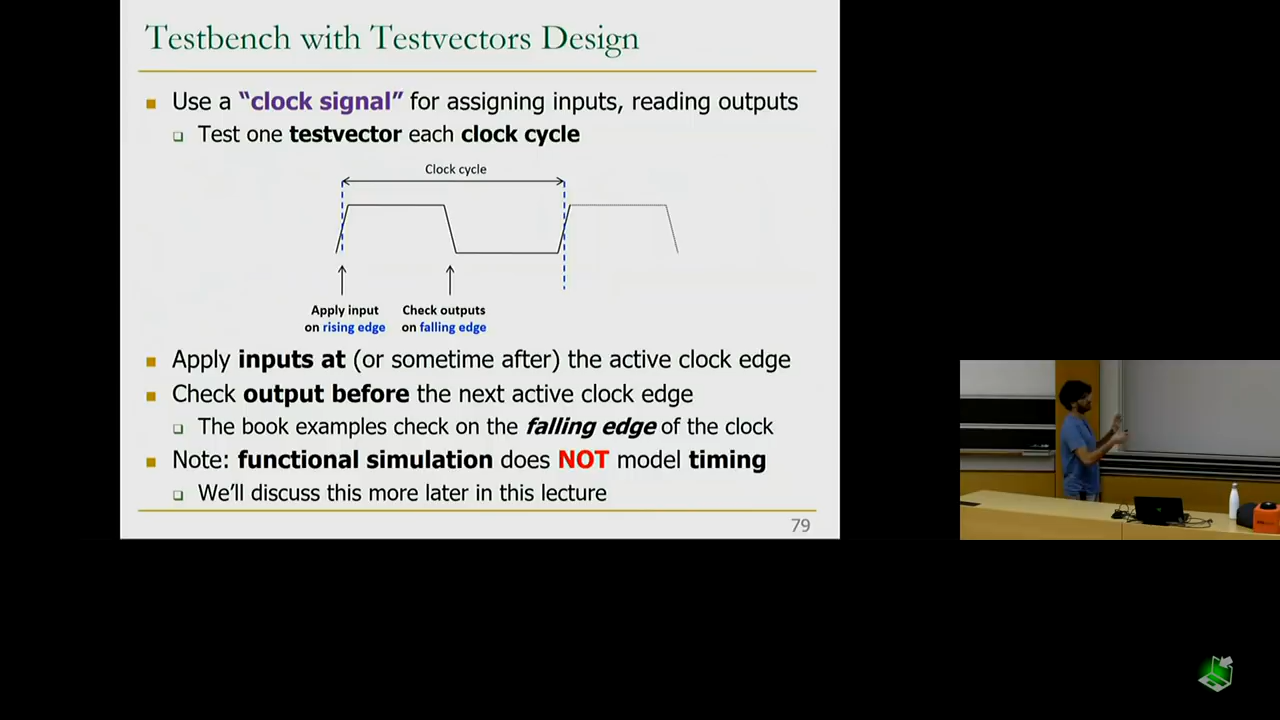 Testbench with Testvectors Design
Use a “clock signal” for assigning inputs, reading outputs
Test one testvector each clock cycle
Clock cycle
Apply input
on rising edge
Check outputs
on falling edge
Apply inputs at (or sometime after) the active clock edge
Check output before the next active clock edge
The book examples check on the falling edge of the clock
Note: functional simulation does NOT model timing
We’ll discuss this more later in this lecture
79